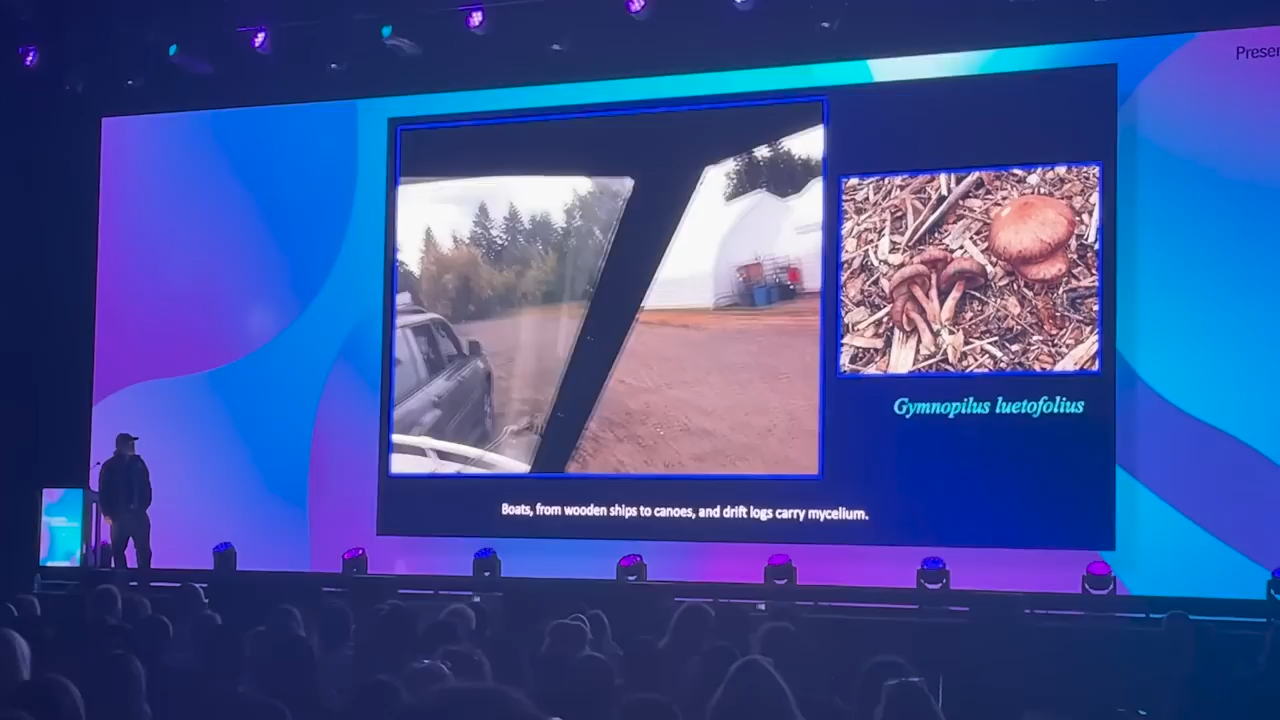 Gymnopilus luetofolius
Boats, from wooden ships to canoes, and drift logs carry mycelium.